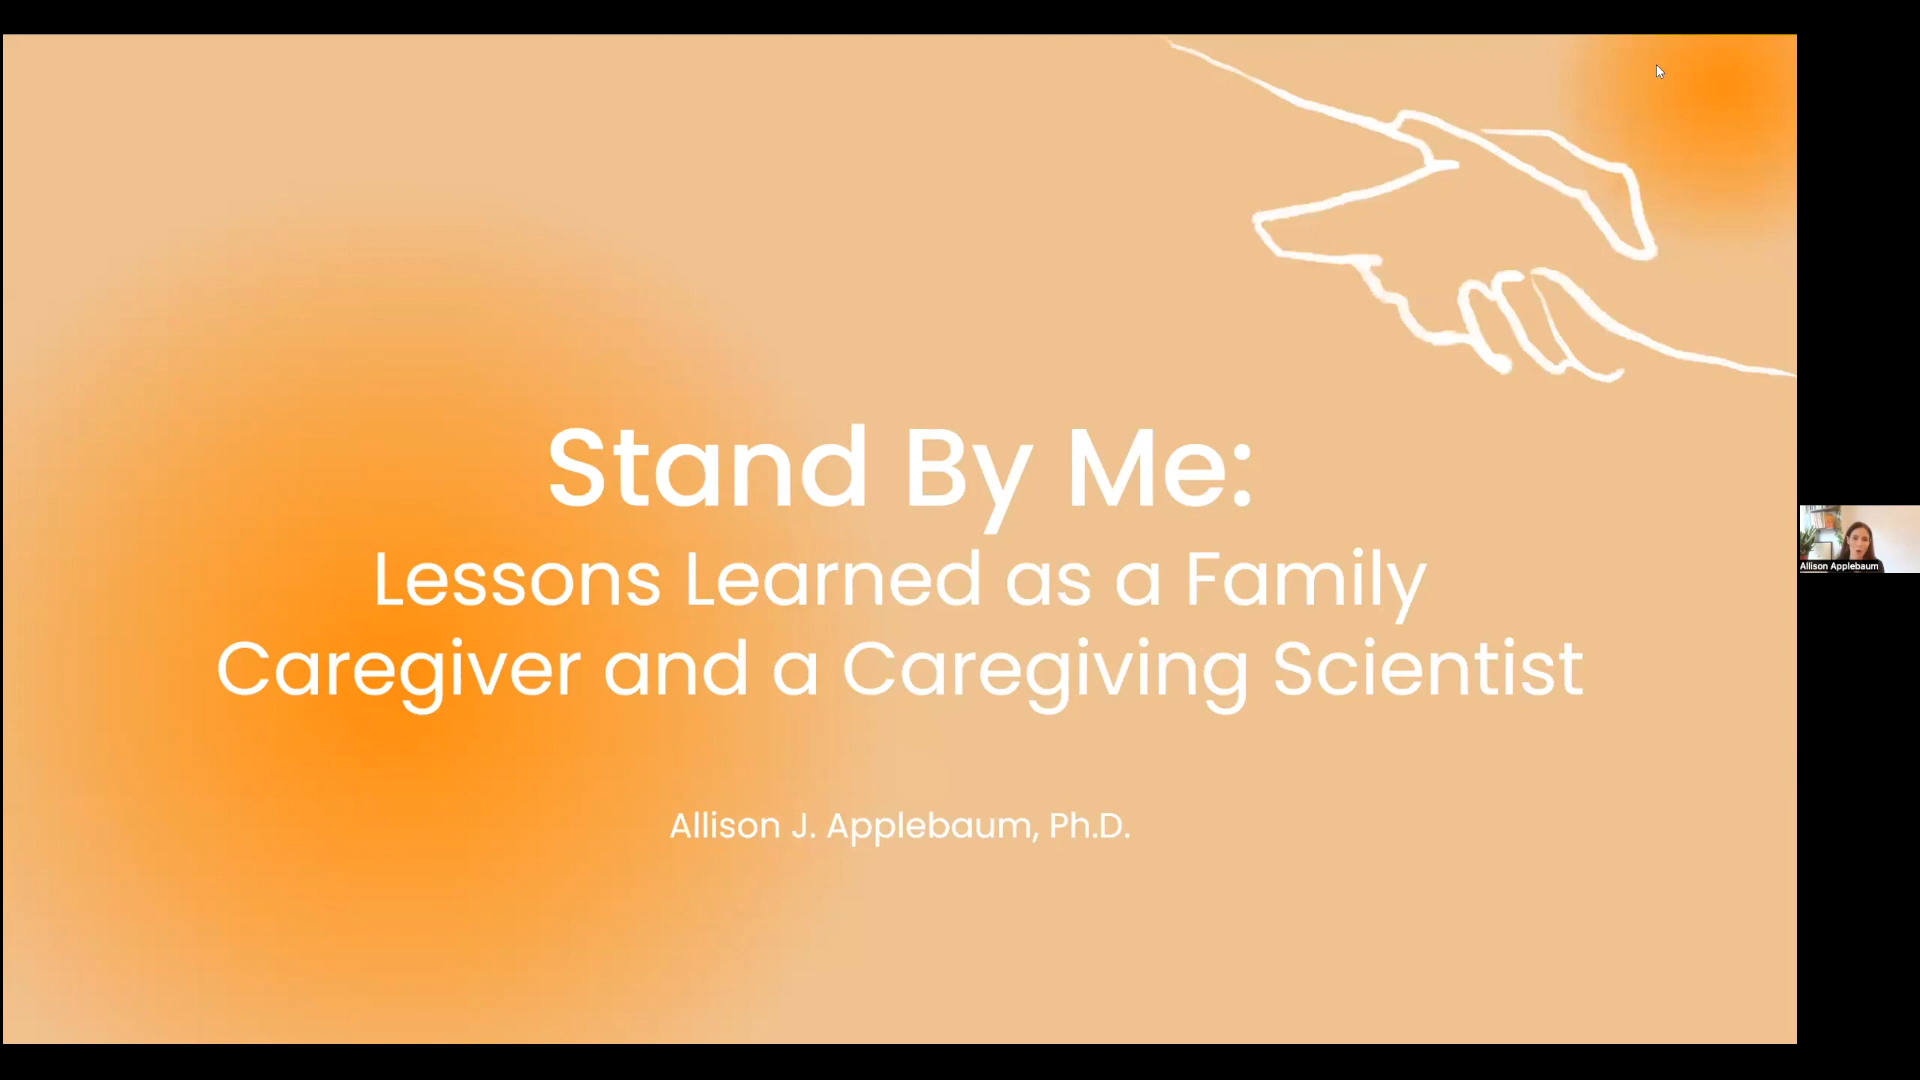 Stand By Me:
Lessons Learned as a Family
Caregiver and a Caregiving Scientist
Allison J. Applebaum, Ph.D.
Allison Applebaum